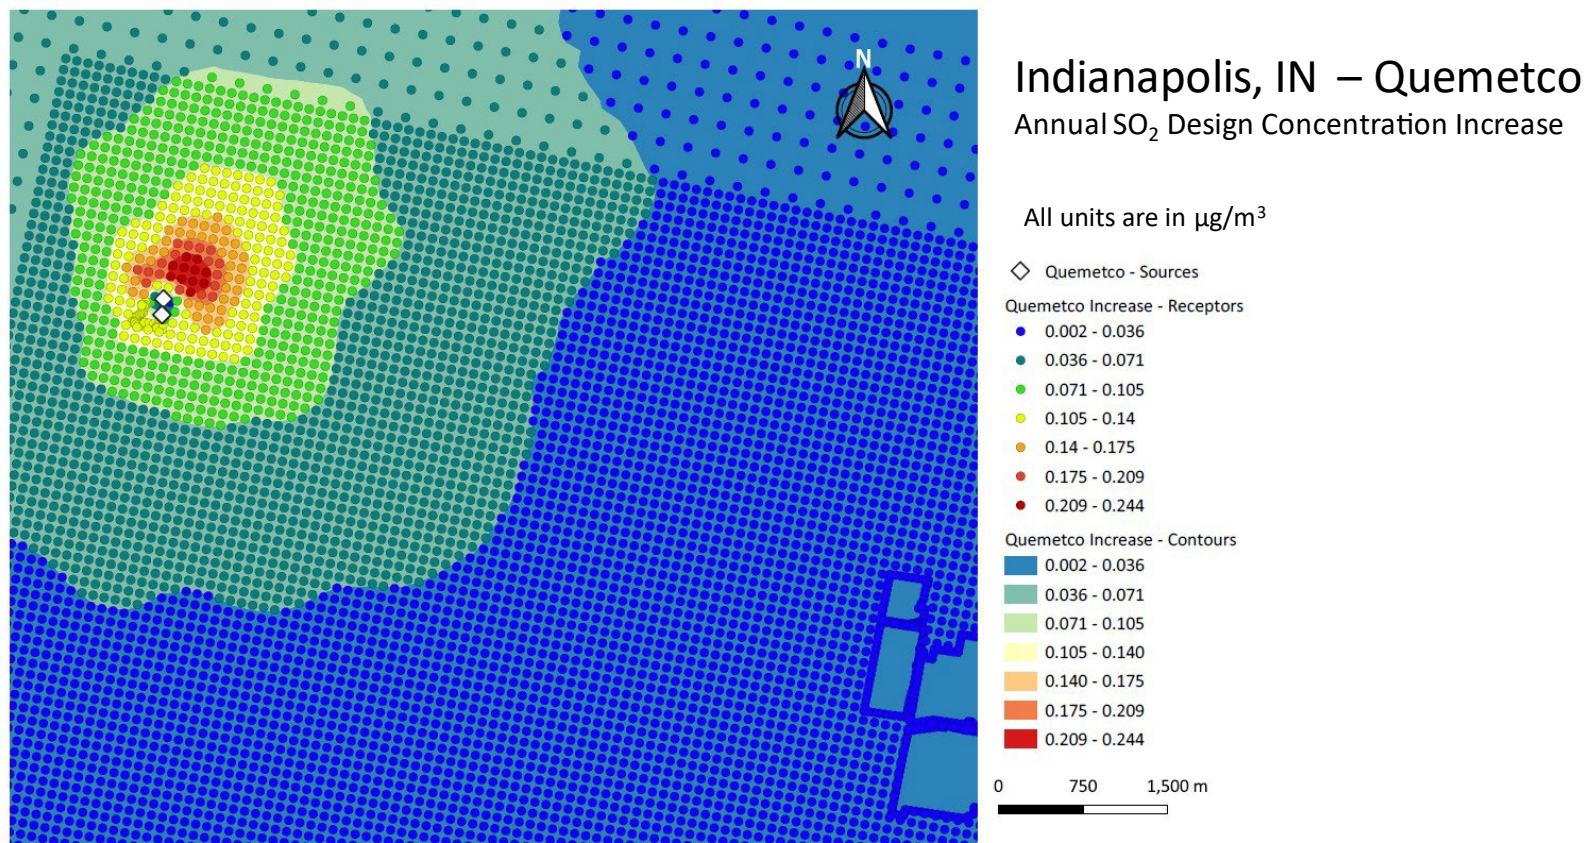 N
Indianapolis, IN – Quemetco
Annual SO₂ Design Concentration Increase
All units are in µg/m³
Quemetco - Sources
Quemetco Increase - Receptors
0.002 - 0.036
0.036 - 0.071
0.071 - 0.105
0.105 - 0.14
0.14 - 0.175
0.175 - 0.209
0.209 - 0.244
Quemetco Increase - Contours
0.002 - 0.036
0.036 - 0.071
0.071 - 0.105
0.105 - 0.140
0.140 - 0.175
0.175 - 0.209
0.209 - 0.244
0 750 1,500 m